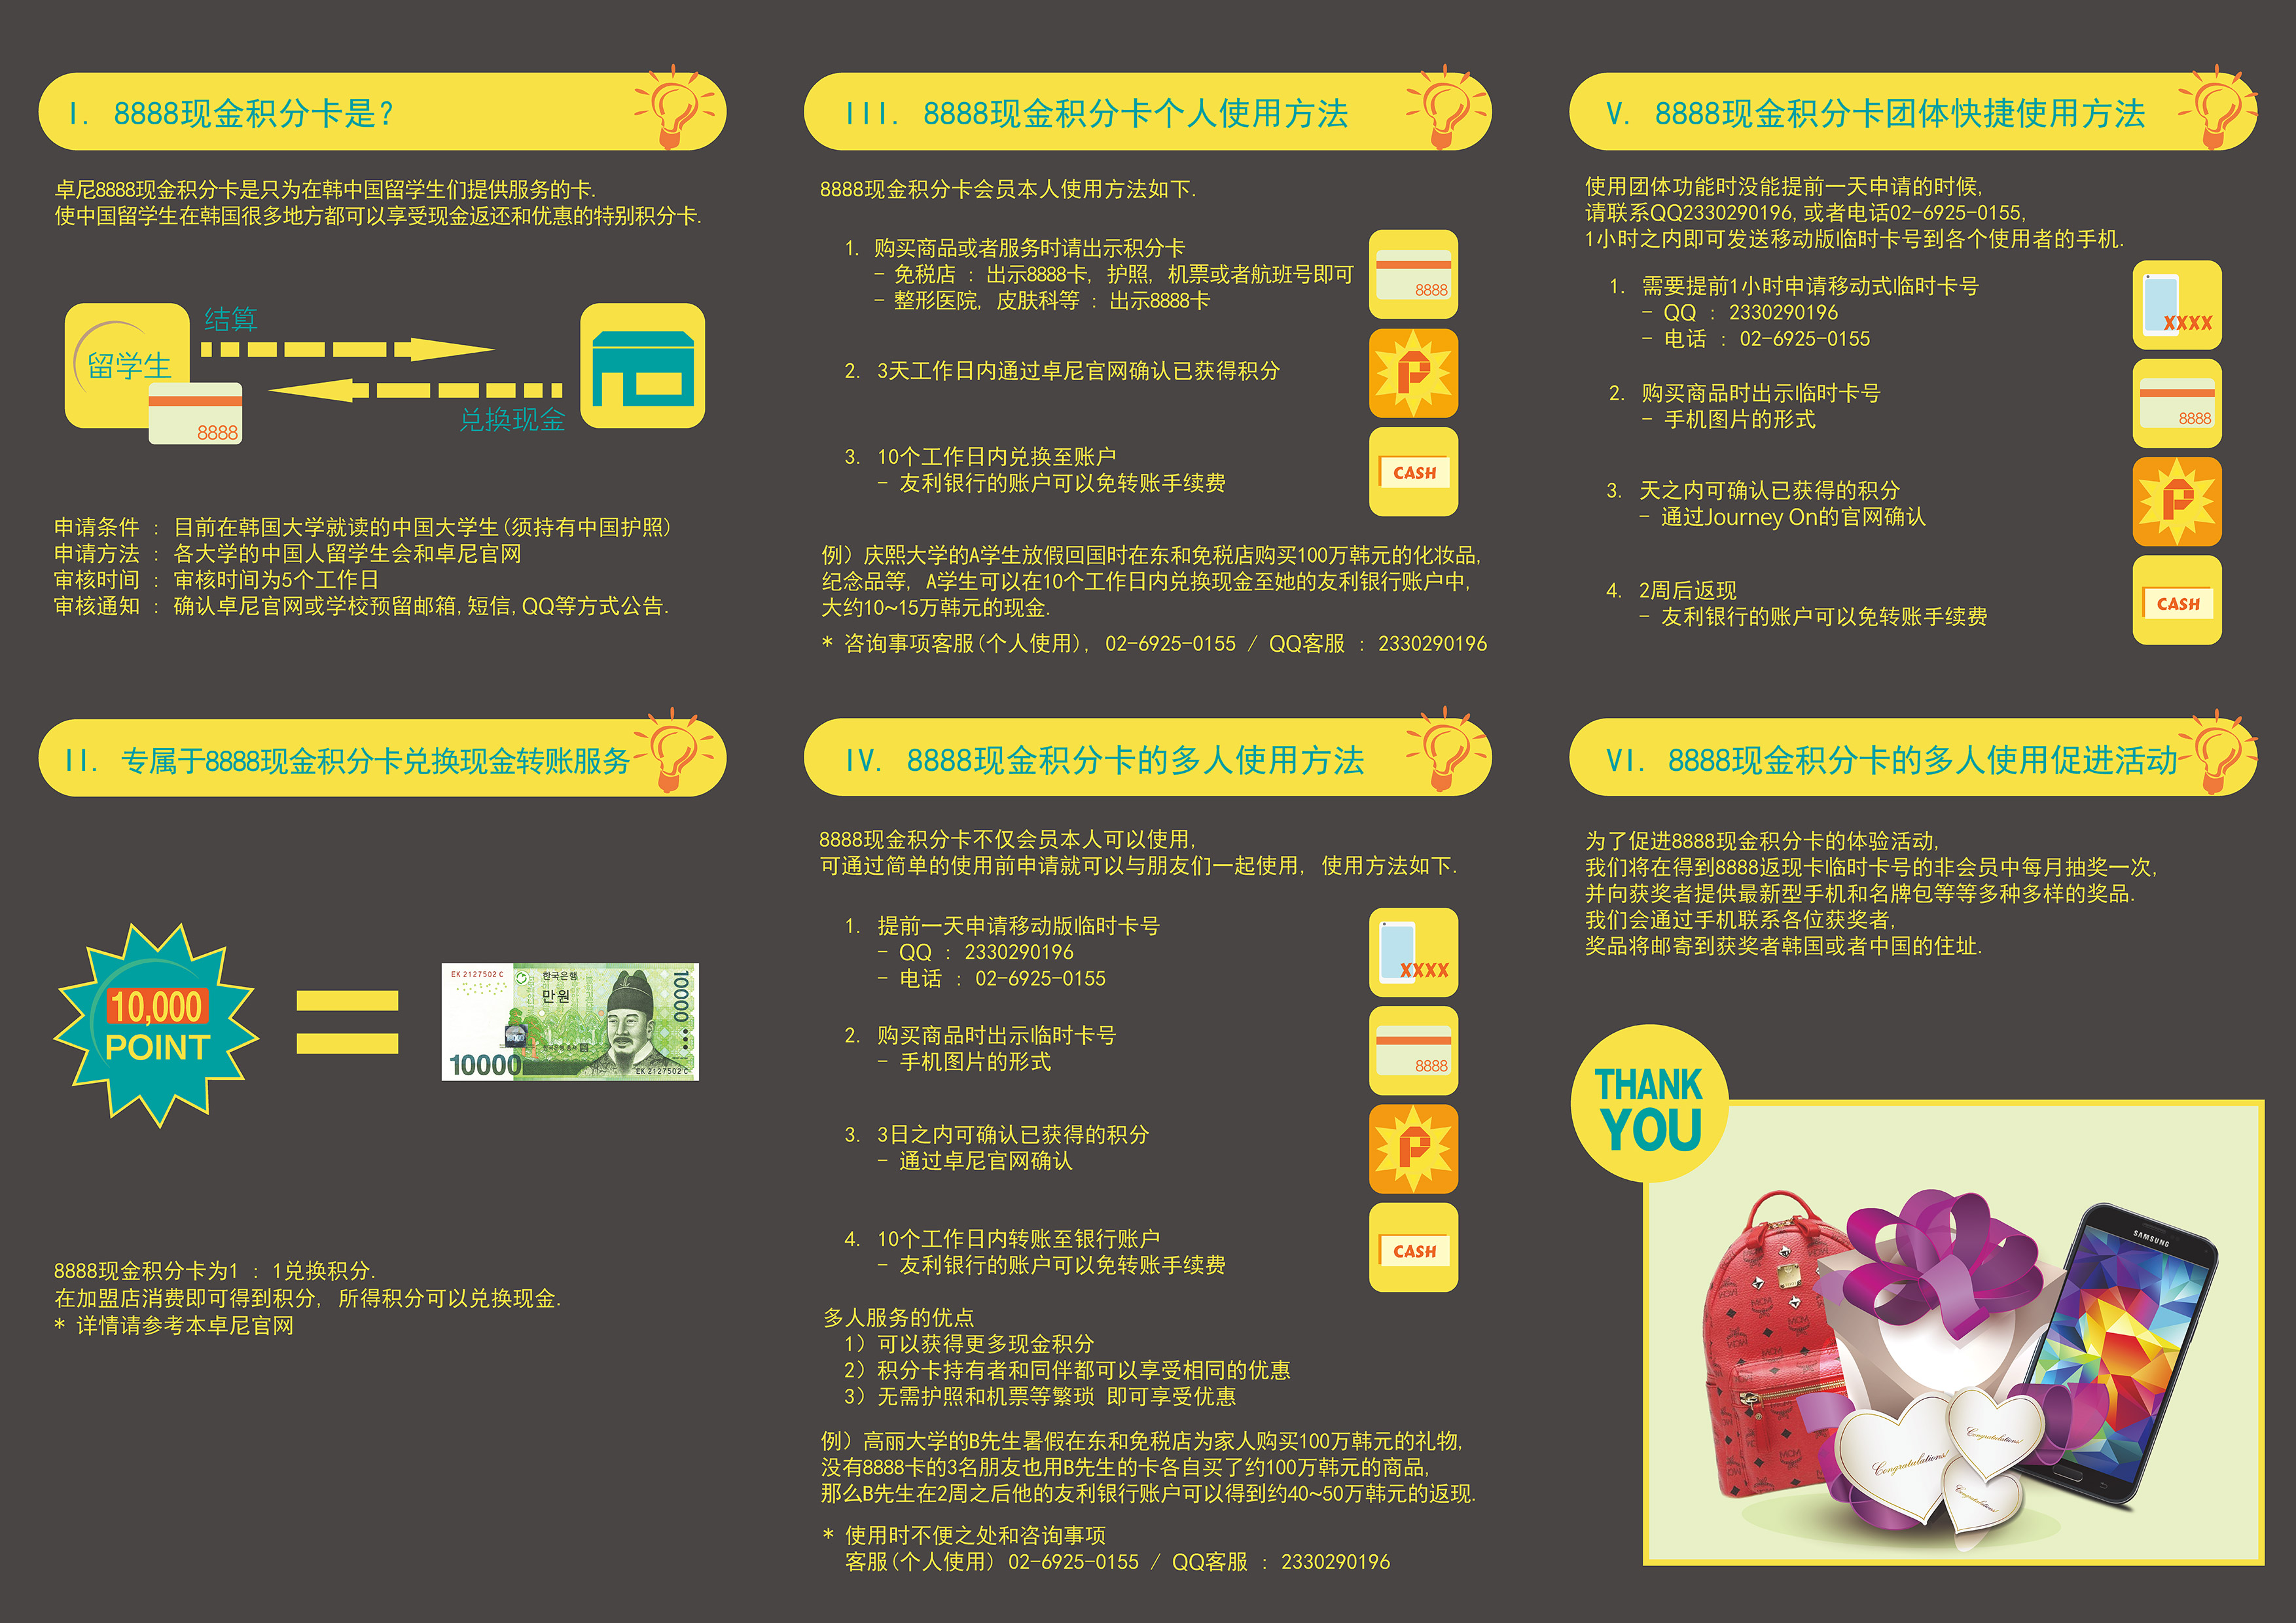 I. 8888现金积分卡是?
卓尼8888现金积分卡是只为在韩中国留学生们提供服务的卡.
使中国留学生在韩国很多地方都可以享受现金返还和优惠的特别积分卡.
留学生
8888
结算
兑换现金
申请条件 : 目前在韩国大学就读的中国大学生(须持有中国护照)
申请方法 : 各大学的中国人留学生会和卓尼官网
审核时间 : 审核时间为5个工作日
审核通知 : 确认卓尼官网或学校预留邮箱,短信,QQ等方式公告.
II. 专属于8888现金积分卡兑换现金转账服务
10,000
POINT
EK 2127502 C
한국은행
만원
10000
10000
EK 2127502 C
8888现金积分卡为1 : 1兑换积分.
在加盟店消费即可得到积分, 所得积分可以兑换现金.
* 详情请参考本卓尼官网
III. 8888现金积分卡个人使用方法
8888现金积分卡会员本人使用方法如下.
1. 购买商品或者服务时请出示积分卡
- 免税店 : 出示8888卡, 护照, 机票或者航班号即可
- 整形医院, 皮肤科等 : 出示8888卡
8888
2. 3天工作日内通过卓尼官网确认已获得积分
P
3. 10个工作日内兑换至账户
- 友利银行的账户可以免转账手续费
CASH
例) 庆熙大学的A学生放假回国时在东和免税店购买100万韩元的化妆品,
纪念品等, A学生可以在10个工作日内兑换现金至她的友利银行账户中,
大约10~15万韩元的现金.
* 咨询事项客服(个人使用), 02-6925-0155 / QQ客服 : 2330290196
IV. 8888现金积分卡的多人使用方法
8888现金积分卡不仅会员本人可以使用,
可通过简单的使用前申请就可以与朋友们一起使用, 使用方法如下.
1. 提前一天申请移动版临时卡号
- QQ : 2330290196
- 电话 : 02-6925-0155
XXXX
2. 购买商品时出示临时卡号
- 手机图片的形式
8888
3. 3日之内可确认已获得的积分
- 通过卓尼官网确认
P
4. 10个工作日内转账至银行账户
- 友利银行的账户可以免转账手续费
CASH
多人服务的优点
1) 可以获得更多现金积分
2) 积分卡持有者和同伴都可以享受相同的优惠
3) 无需护照和机票等繁琐 即可享受优惠
例) 高丽大学的B先生暑假在东和免税店为家人购买100万韩元的礼物,
没有8888卡的3名朋友也用B先生的卡各自买了约100万韩元的商品,
那么B先生在2周之后他的友利银行账户可以得到约40~50万韩元的返现.
* 使用时不便之处和咨询事项
客服(个人使用) 02-6925-0155 / QQ客服 : 2330290196
V. 8888现金积分卡团体快捷使用方法
使用团体功能时没能提前一天申请的时候,
请联系QQ2330290196,或者电话02-6925-0155,
1小时之内即可发送移动版临时卡号到各个使用者的手机.
1. 需要提前1小时申请移动式临时卡号
- QQ : 2330290196
- 电话 : 02-6925-0155
XXXX
2. 购买商品时出示临时卡号
- 手机图片的形式
8888
3. 天之内可确认已获得的积分
- 通过Journey On的官网确认
P
4. 2周后返现
- 友利银行的账户可以免转账手续费
CASH
VI. 8888现金积分卡的多人使用促进活动
为了促进8888现金积分卡的体验活动,
我们将在得到8888返现卡临时卡号的非会员中每月抽奖一次,
并向获奖者提供最新型手机和名牌包等等多种多样的奖品.
我们会通过手机联系各位获奖者,
奖品将邮寄到获奖者韩国或者中国的住址.
THANK
YOU
SAMSUNG
MCM
Congratulations!
Congratulations!
Congratulations!